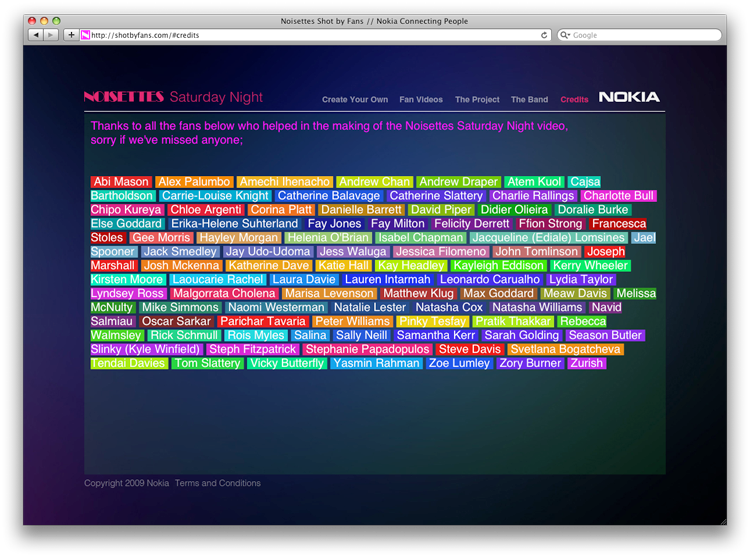 Noisettes Shot by Fans // Nokia Connecting People
http://shotbyfans.com/#credits
Google
NOISETTES Saturday Night
Create Your Own Fan Videos The Project The Band Credits NOKIA
Thanks to all the fans below who helped in the making of the Noisettes Saturday Night video,
sorry if we've missed anyone;
Abi Mason Alex Palumbo Amechi Ihenacho Andrew Chan Andrew Draper Atem Kuol Cajsa
Bartholdson Carrie-Louise Knight Catherine Balavage Catherine Slattery Charlie Rallings Charlotte Bull
Chipo Kureya Chloe Argenti Corina Platt Danielle Barrett David Piper Didier Olieira Doralie Burke
Else Goddard Erika-Helene Suhterland Fay Jones Fay Milton Felicity Derrett Ffion Strong Francesca
Stoles Gee Morris Hayley Morgan Helenia O'Brian Isabel Chapman Jacqueline (Ediale) Lomsines Jael
Spooner Jack Smedley Jay Udo-Udoma Jess Waluga Jessica Filomeno John Tomlinson Joseph
Marshall Josh Mckenna Katherine Dave Katie Hall Kay Headley Kayleigh Eddison Kerry Wheeler
Kirsten Moore Laoucarie Rachel Laura Davie Lauren Intarmah Leonardo Carualho Lydia Taylor
Lyndsey Ross Malgorrata Cholena Marisa Levenson Matthew Klug Max Goddard Meaw Davis Melissa
McNulty Mike Simmons Naomi Westerman Natalie Lester Natasha Cox Natasha Williams Navid
Salmiau Oscar Sarkar Parichar Tavaria Peter Williams Pinky Tesfay Pratik Thakkar Rebecca
Walmsley Rick Schmull Rois Myles Salina Sally Neill Samantha Kerr Sarah Golding Season Butler
Slinky (Kyle Winfield) Steph Fitzpatrick Stephanie Papadopulos Steve Davis Svetlana Bogatcheva
Tendal Davies Tom Slattery Vicky Butterfly Yasmin Rahman Zoe Lumley Zory Burner Zurish
Copyright 2009 Nokia Terms and Conditions